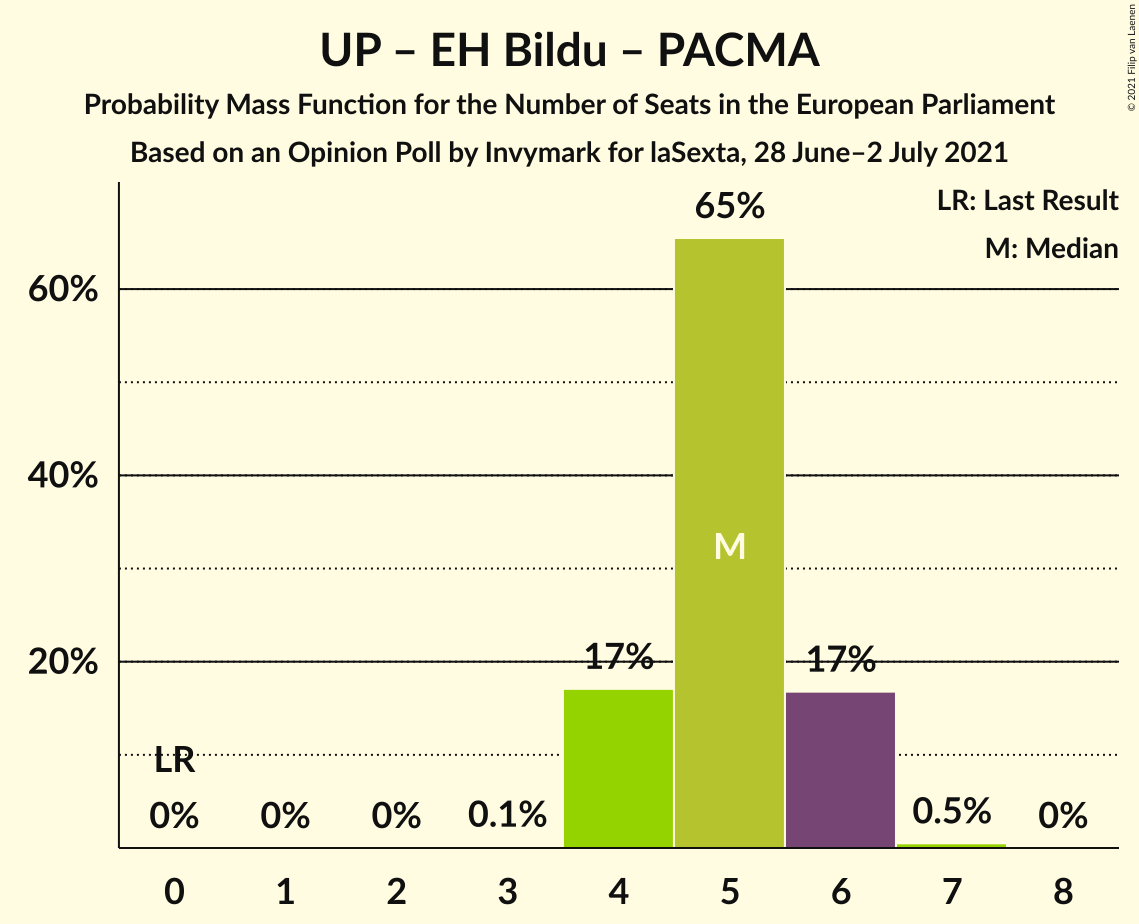 UP – EH Bildu – PACMA
Probability Mass Function for the Number of Seats in the European Parliament
Based on an Opinion Poll by Invymark for laSexta, 28 June–2 July 2021
© 2021 Filip van Laenen
LR: Last Result
M: Median
65%
60%
40%
M
20%
17%
17%
LR
0%
0%
0%
0.1%
0.5%
0%
0
1
2
3
4
5
6
7
8